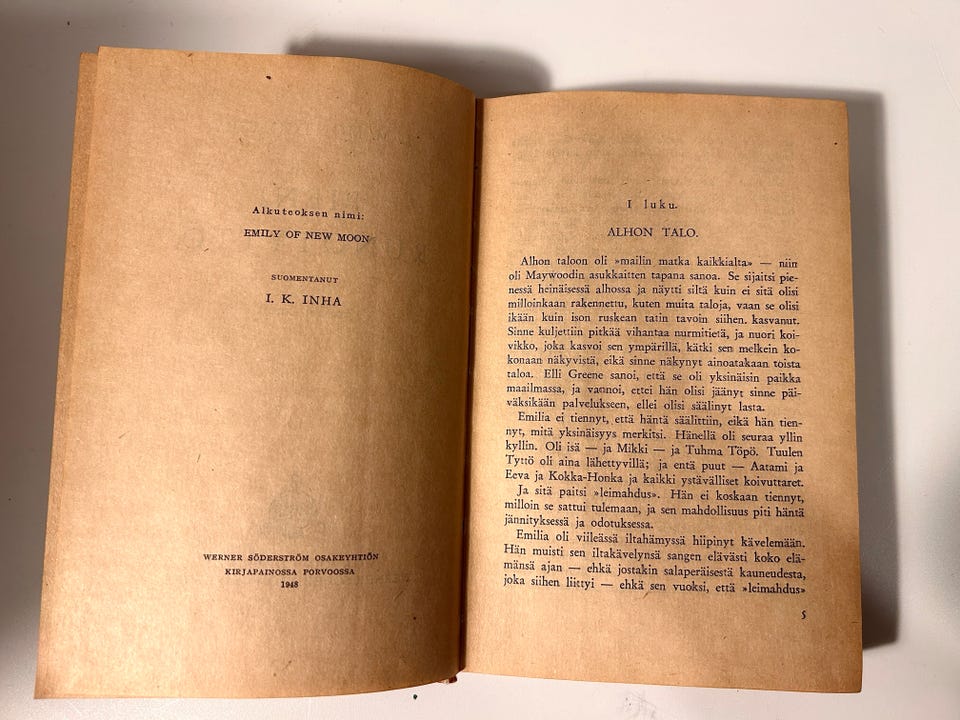 Alkuteoksen nimi:
EMILY OF NEW MOON
SUOMENTANUT
I. K. INHA
WERNER SÖDERSTRÖM OSAKEYHTIÖN
KIRJAPAINOSSA PORVOOSSA
1948
I luku.
ALHON TALO.
Alhon taloon oli »mailin matka kaikkialta» — niin
oli Maywoodin asukkaitten tapana sanoa. Se sijaitsi pie-
nessä heinäisessä alhossa ja näytti siltä kuin ei sitä olisi
milloinkaan rakennettu, kuten muita taloja, vaan se olisi
ikään kuin ison ruskean tatin tavoin siihen kasvanut.
Sinne kuljettiin pitkää vihantaa nurmitietä, ja nuori koi-
vikko, joka kasvoi sen ympärillä, kätki sen melkein ko-
konaan näkyvistä, eikä sinne näkynyt ainoatakaan toista
taloa. Elli Greene sanoi, että se oli yksinäisin paikka
maailmassa, ja vannoi, ettei hän olisi jäänyt sinne päi-
väksikään palvelukseen, ellei olisi säälinyt lasta.
Emilia ei tiennyt, että häntä säälittiin, eikä hän tien-
nyt, mitä yksinäisyys merkitsi. Hänellä oli seuraa yllin
kyllin. Oli isä — ja Mikki — ja Tuhma Töpö. Tuulen
Tyttö oli aina lähettyvillä; ja entä puut — Aatami ja
Eeva ja Kokka-Honka ja kaikki ystävälliset koivuttaret.
Ja sitä paitsi »leimahdus». Hän ei koskaan tiennyt,
milloin se sattui tulemaan, ja sen mahdollisuus piti häntä
jännityksessä ja odotuksessa.
Emilia oli viileässä iltahämyssä hiipinyt kävelemään.
Hän muisti sen iltakävelynsä sangen elävästi koko elä-
mänsä ajan — ehkä jostakin salaperäisestä kauneudesta,
joka siihen liittyi — ehkä sen vuoksi, että »leimahdus»
5